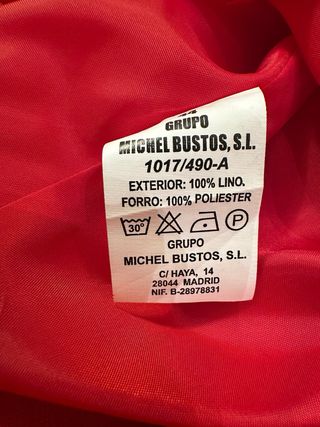 GRUPO
MICHEL BUSTOS, S.L.
1017/490-A
EXTERIOR: 100% LINO.
FORRO: 100% POLIESTER
30° P
GRUPO
MICHEL BUSTOS, S.L.
C/ HAYA, 14
28044 MADRID
NIF. B-28978831